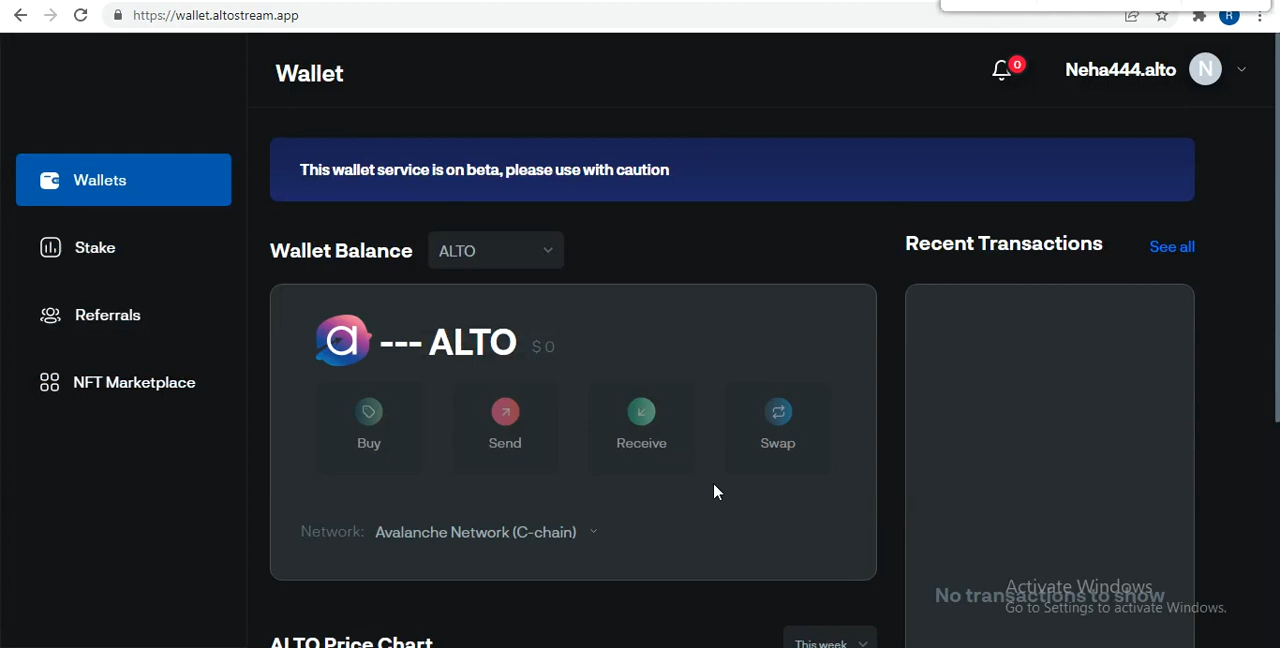 https://wallet.altostream.app
R
Wallet
0
Neha444.alto
N
Wallets
Stake
Referrals
NFT Marketplace
This wallet service is on beta, please use with caution
Wallet Balance
ALTO
Recent Transactions
See all
a --- ALTO $ 0
Buy
Send
Receive
Swap
Network: Avalanche Network (C-chain)
No transactions to show
Activate Windows
Go to Settings to activate Windows.
ALTO Price Chart
This week